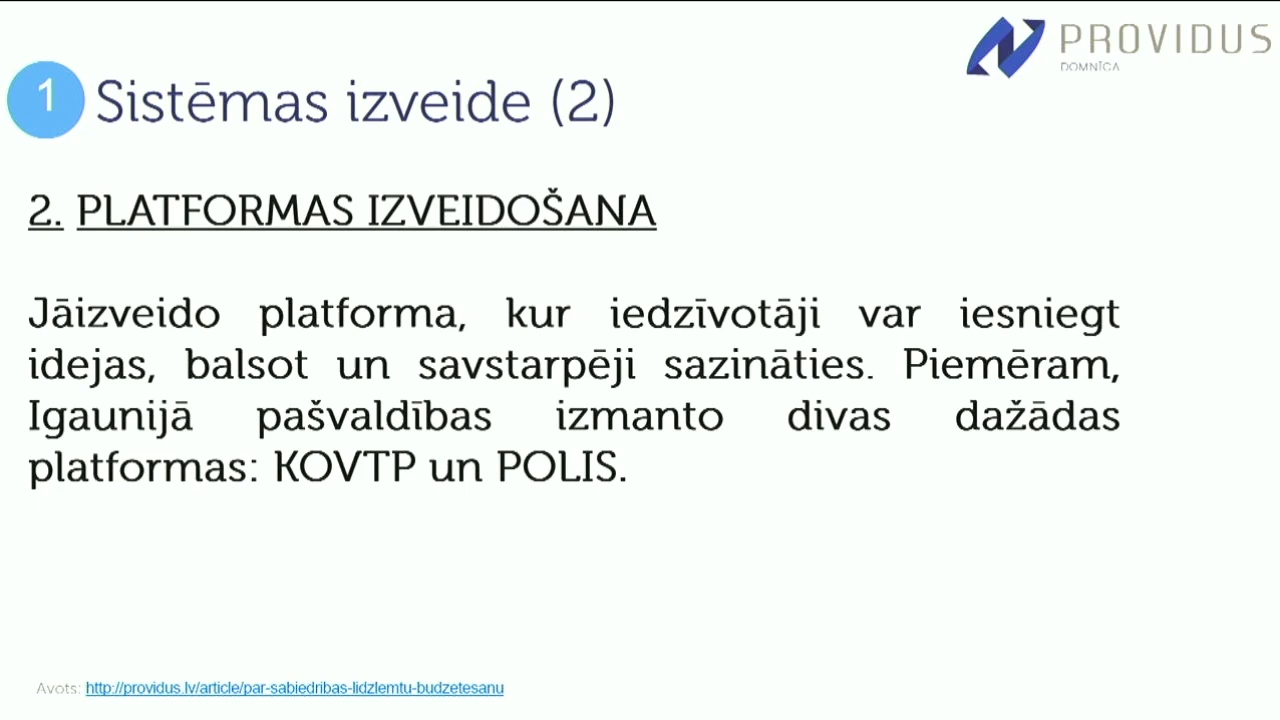 PROVIDUS
DOMNĪCA
1 Sistēmas izveide (2)
2. PLATFORMAS IZVEIDOŠANA
Jāizveido platforma, kur iedzīvotāji var iesniegt
idejas, balsot un savstarpēji sazināties. Piemēram,
Igaunijā pašvaldības izmanto divas dažādas
platformas: KOVTP un POLIS.
Avots: http://providus.lv/article/par-sabiedribas-lidzlemtu-budzetesanu